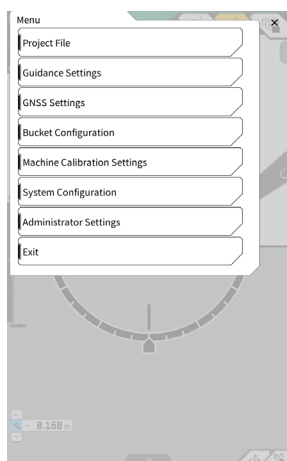 Menu
Project File
Guidance Settings
GNSS Settings
Bucket Configuration
Machine Calibration Settings
System Configuration
Administrator Settings
Exit
- 0.160 m